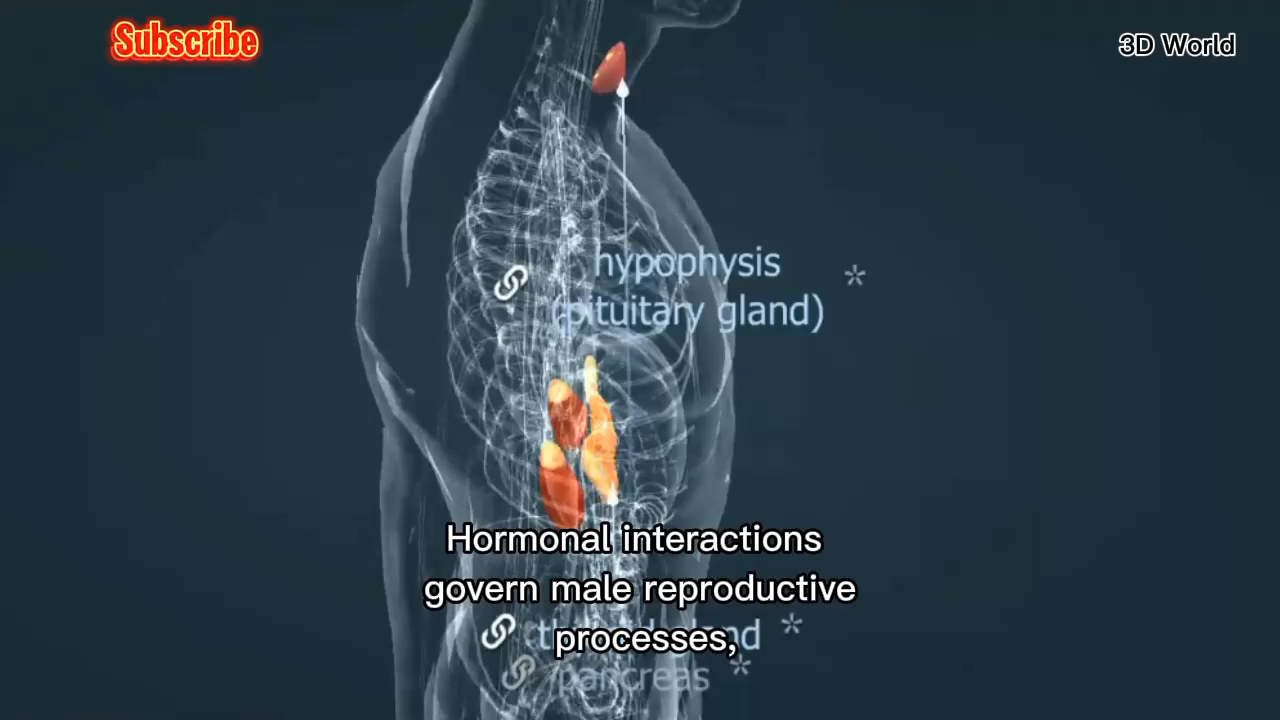 Subscribe
3D World
hypophysis
(pituitary gland)
Hormonal interactions
govern male reproductive
processes,
pancreas